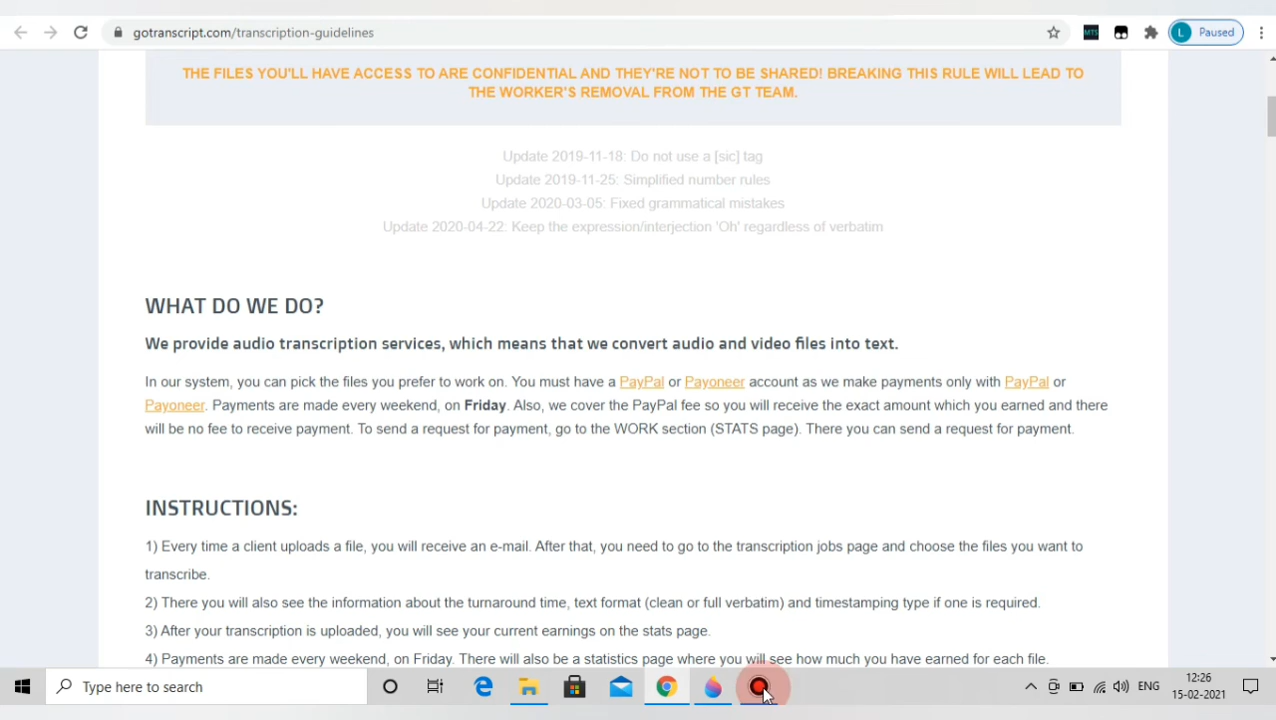 gotranscript.com/transcription-guidelines
MTS
L
Paused
THE FILES YOU'LL HAVE ACCESS TO ARE CONFIDENTIAL AND THEY'RE NOT TO BE SHARED! BREAKING THIS RULE WILL LEAD TO
THE WORKER'S REMOVAL FROM THE GT TEAM.
Update 2019-11-18: Do not use a [sic] tag
Update 2019-11-25: Simplified number rules
Update 2020-03-05: Fixed grammatical mistakes
Update 2020-04-22: Keep the expression/interjection 'Oh' regardless of verbatim
WHAT DO WE DO?
We provide audio transcription services, which means that we convert audio and video files into text.
In our system, you can pick the files you prefer to work on. You must have a PayPal or Payoneer account as we make payments only with PayPal or
Payoneer. Payments are made every weekend, on Friday. Also, we cover the PayPal fee so you will receive the exact amount which you earned and there
will be no fee to receive payment. To send a request for payment, go to the WORK section (STATS page). There you can send a request for payment.
INSTRUCTIONS:
1) Every time a client uploads a file, you will receive an e-mail. After that, you need to go to the transcription jobs page and choose the files you want to
transcribe.
2) There you will also see the information about the turnaround time, text format (clean or full verbatim) and timestamping type if one is required.
3) After your transcription is uploaded, you will see your current earnings on the stats page.
4) Payments are made every weekend, on Friday. There will also be a statistics page where you will see how much you have earned for each file.
Type here to search
ENG
12:26
15-02-2021